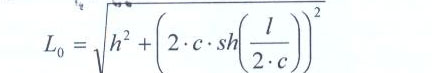 L₀ = √(h² + (2 · c · sh(l / (2 · c)))²)